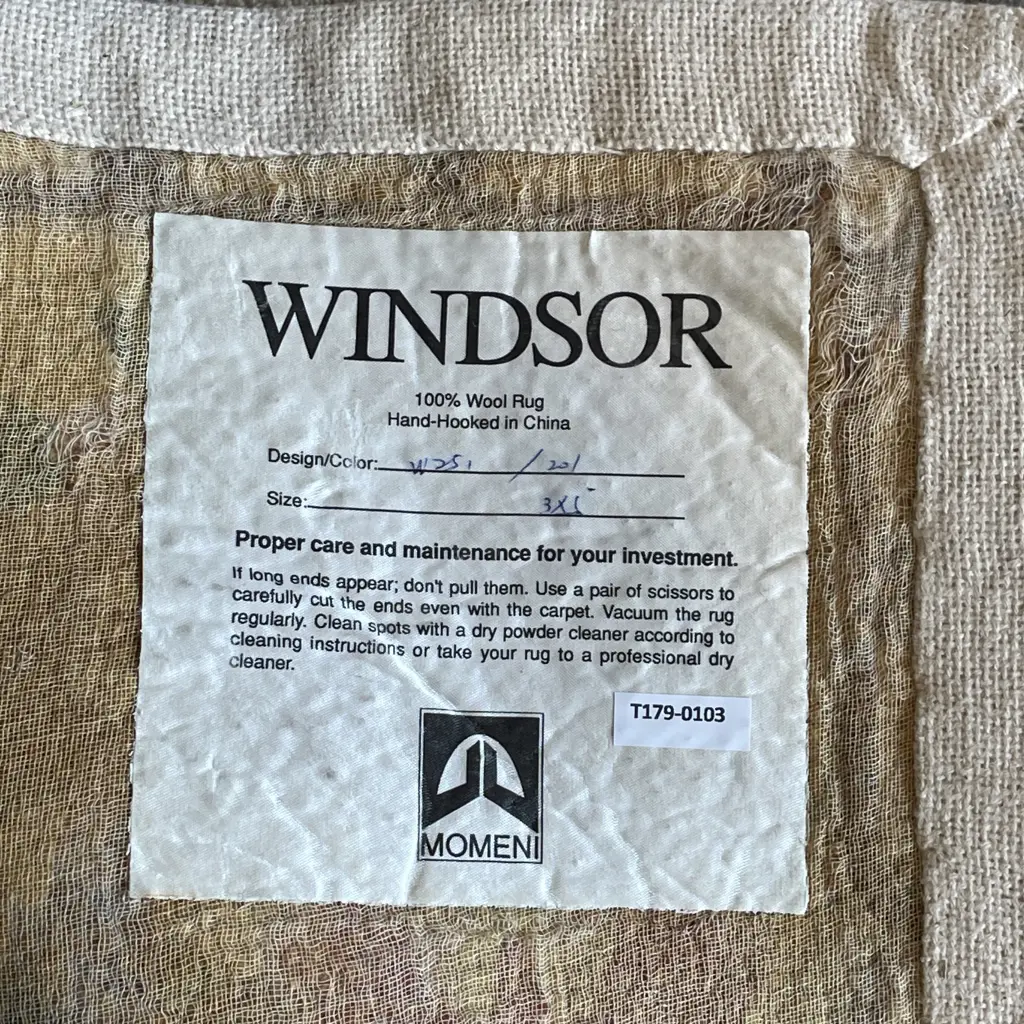 WINDSOR
100% Wool Rug
Hand-Hooked in China
Design/Color: W251 / 201
Size: 3X5
Proper care and maintenance for your investment.
If long ends appear; don't pull them. Use a pair of scissors to
carefully cut the ends even with the carpet. Vacuum the rug
regularly. Clean spots with a dry powder cleaner according to
cleaning instructions or take your rug to a professional dry
cleaner.
T179-0103
MOMENI